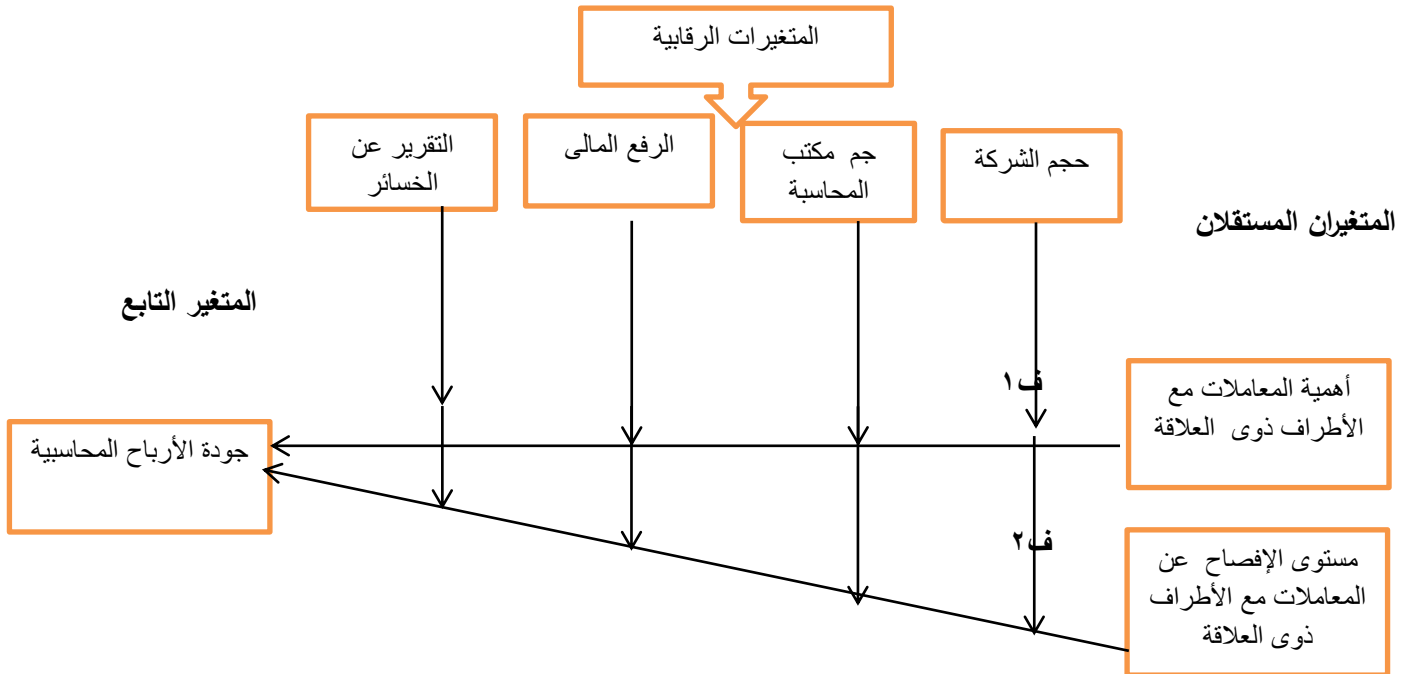 المتغيرات الرقابية
حجم الشركة
جم مكتب
المحاسبة
الرفع المالى
التقرير عن
الخسائر
المتغيران المستقلان
المتغير التابع
ف١
أهمية المعاملات مع
الأطراف ذوى العلاقة
جودة الأرباح المحاسبية
ف٢
مستوى الإفصاح عن
المعاملات مع الأطراف
ذوى العلاقة